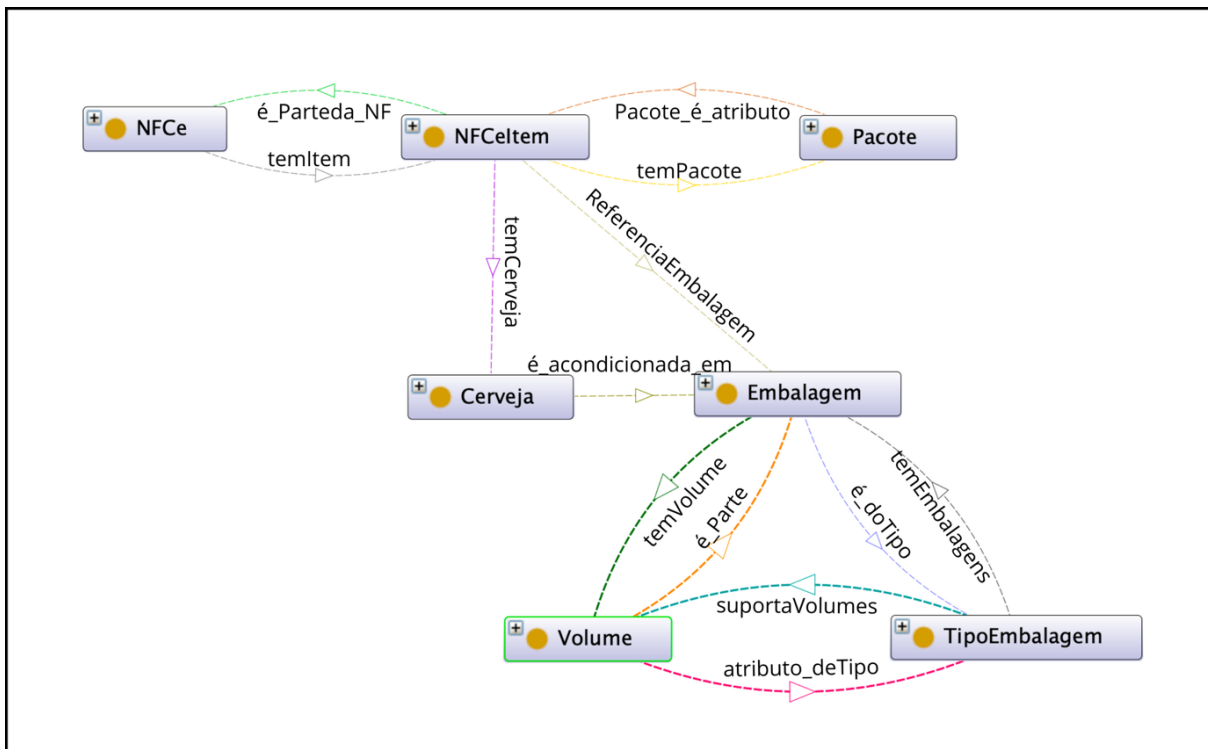 é_Parteda_NF
Pacote_é_atributo
NFCe
NFCeItem
Pacote
temItem
temPacote
temCerveja
ReferenciaEmbalagem
é_acondicionada_em
Cerveja
Embalagem
temVolume
é_Parte
é_doTipo
temEmbalagens
suportaVolumes
Volume
TipoEmbalagem
atributo_deTipo